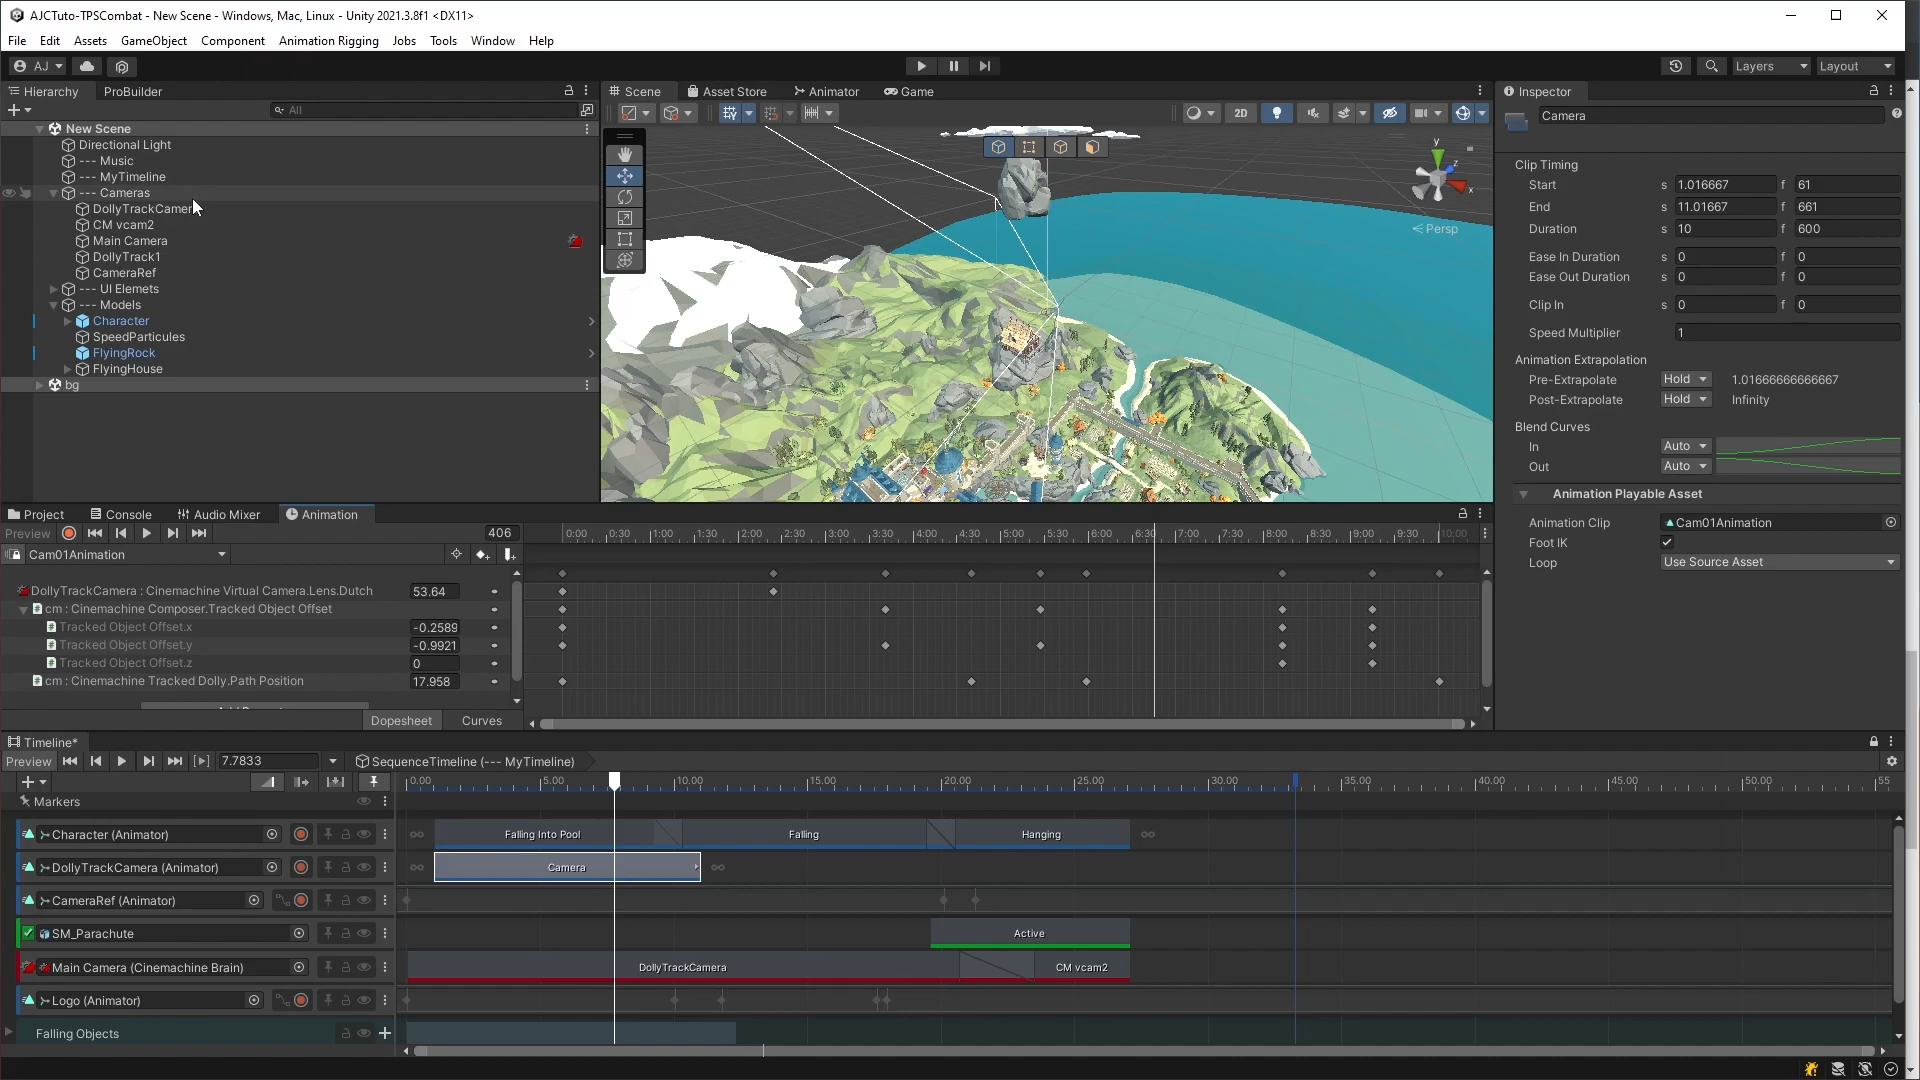 AJCTuto-TPSCombat - New Scene - Windows, Mac, Linux - Unity 2021.3.8f1 <DX11>
File Edit Assets GameObject Component Animation Rigging Jobs Tools Window Help
AJ Layers Layout
Hierarchy ProBuilder
All
New Scene
Directional Light
--- Music
--- MyTimeline
--- Cameras
DollyTrackCamer
CM vcam2
Main Camera
DollyTrack1
CameraRef
--- UI Elemets
--- Models
Character
SpeedParticules
FlyingRock
FlyingHouse
bg
Scene Asset Store Animator Game
2D
y
z
x
< Persp
Inspector
Camera
Clip Timing
Start s 1.016667 f 61
End s 11.01667 f 661
Duration s 10 f 600
Ease In Duration s 0 f 0
Ease Out Duration s 0 f 0
Clip In s 0 f 0
Speed Multiplier 1
Animation Extrapolation
Pre-Extrapolate Hold 1.01666666666667
Post-Extrapolate Hold Infinity
Blend Curves
In Auto
Out Auto
Animation Playable Asset
Animation Clip Cam01Animation
Foot IK
Loop Use Source Asset
Project Console Audio Mixer Animation
Preview 406 0:00 0:30 1:00 1:30 2:00 2:30 3:00 3:30 4:00 4:30 5:00 5:30 6:00 6:30 7:00 7:30 8:00 8:30 9:00 9:30 10:00
Cam01Animation
DollyTrackCamera : Cinemachine Virtual Camera.Lens.Dutch 53.64
cm : Cinemachine Composer.Tracked Object Offset
Tracked Object Offset.x -0.2589
Tracked Object Offset.y -0.9921
Tracked Object Offset.z 0
cm : Cinemachine Tracked Dolly.Path Position 17.958
Dopesheet Curves
Timeline*
Preview 7.7833 SequenceTimeline (--- MyTimeline)
0.00 5.00 10.00 15.00 20.00 25.00 30.00 35.00 40.00 45.00 50.00 55
Markers
Character (Animator) Falling Into Pool Falling Hanging
DollyTrackCamera (Animator) Camera
CameraRef (Animator)
SM_Parachute Active
Main Camera (Cinemachine Brain) DollyTrackCamera CM vcam2
Logo (Animator)
Falling Objects